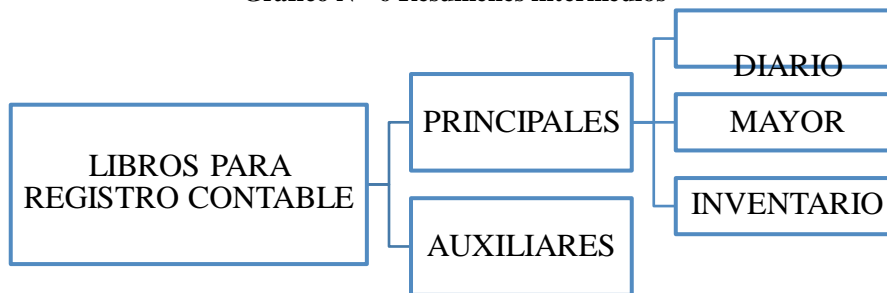 LIBROS PARA
REGISTRO CONTABLE
PRINCIPALES
DIARIO
MAYOR
INVENTARIO
AUXILIARES